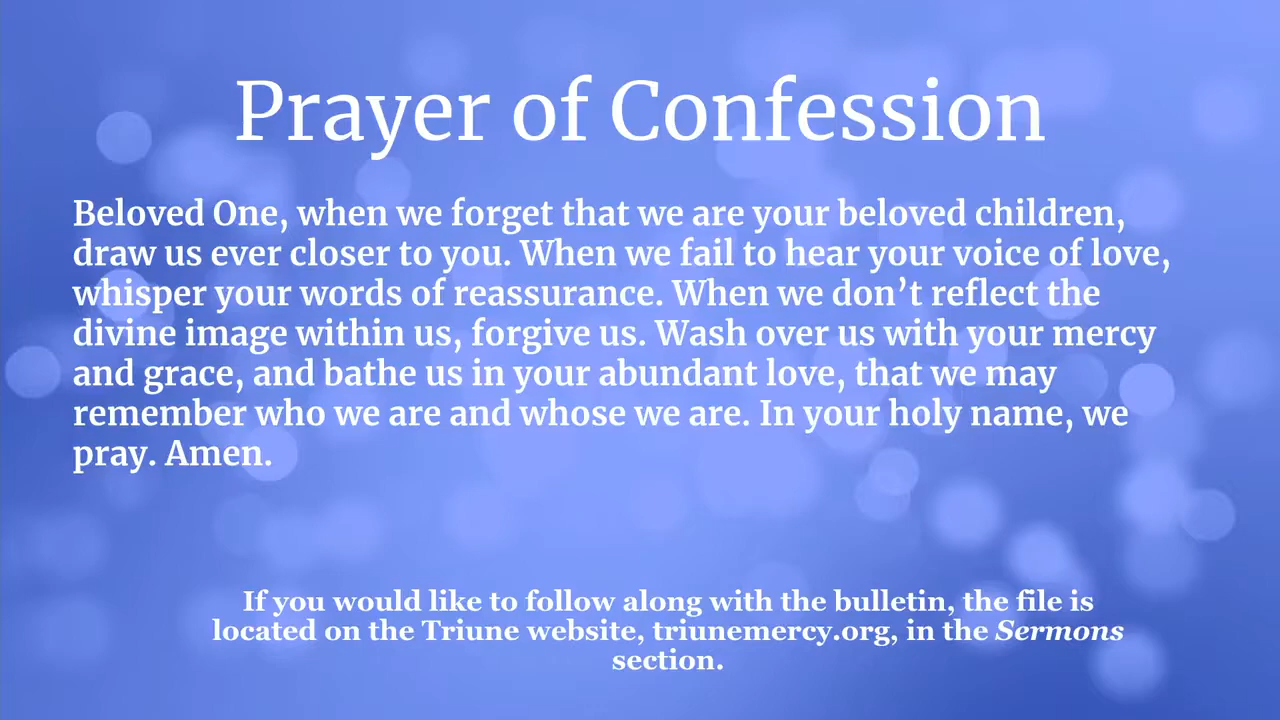 Prayer of Confession
Beloved One, when we forget that we are your beloved children,
draw us ever closer to you. When we fail to hear your voice of love,
whisper your words of reassurance. When we don’t reflect the
divine image within us, forgive us. Wash over us with your mercy
and grace, and bathe us in your abundant love, that we may
remember who we are and whose we are. In your holy name, we
pray. Amen.
If you would like to follow along with the bulletin, the file is
located on the Triune website, triunemercy.org, in the Sermons
section.